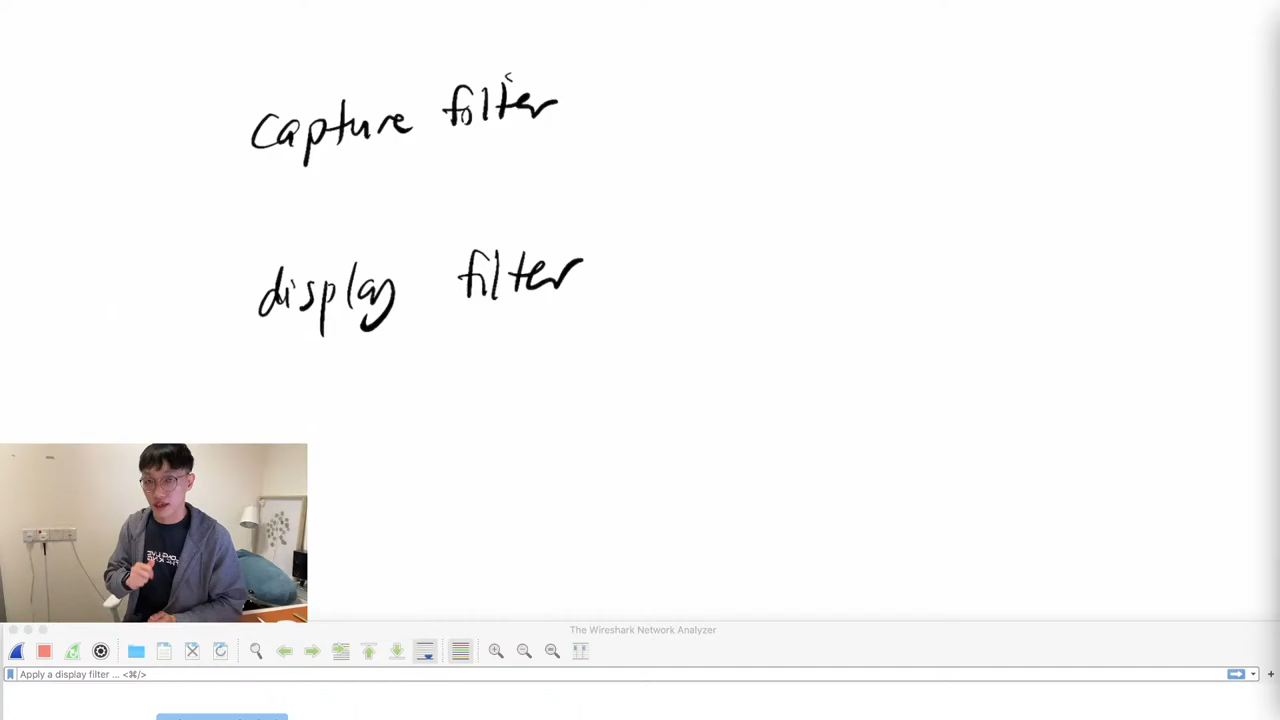 capture filter
display filter
The Wireshark Network Analyzer
Apply a display filter ... <⌘/>